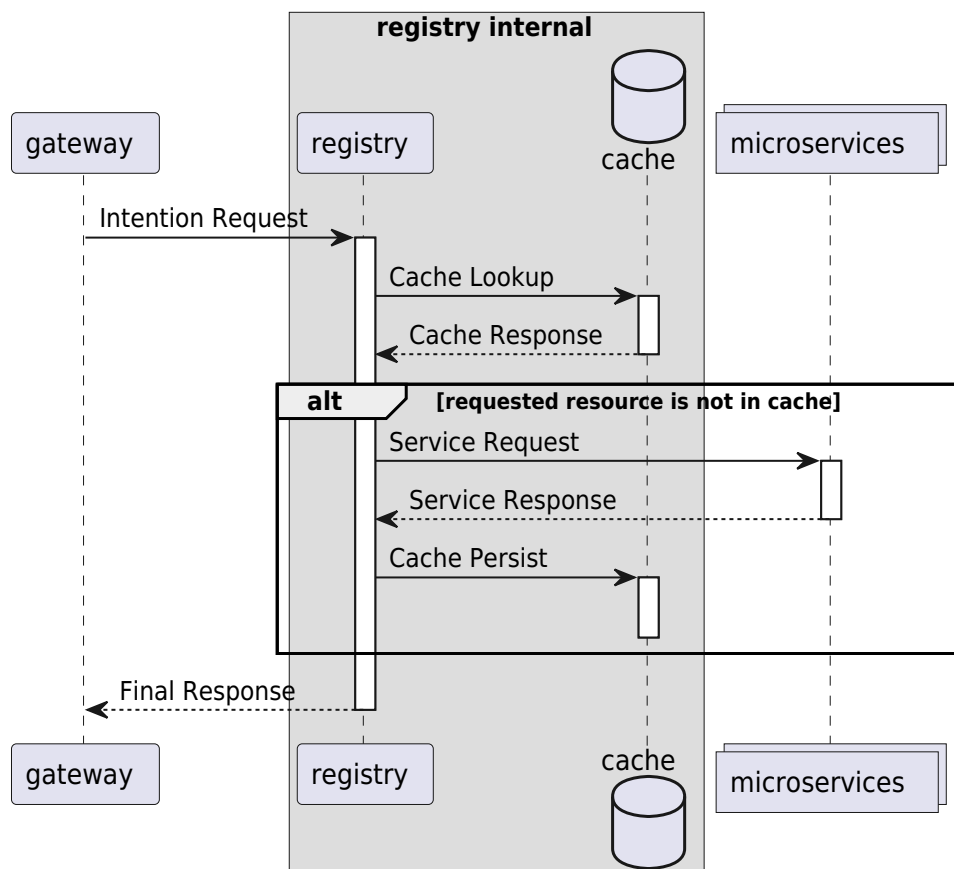 registry internal
gateway
registry
cache
microservices
Intention Request
Cache Lookup
Cache Response
alt
[requested resource is not in cache]
Service Request
Service Response
Cache Persist
Final Response
gateway
registry
cache
microservices